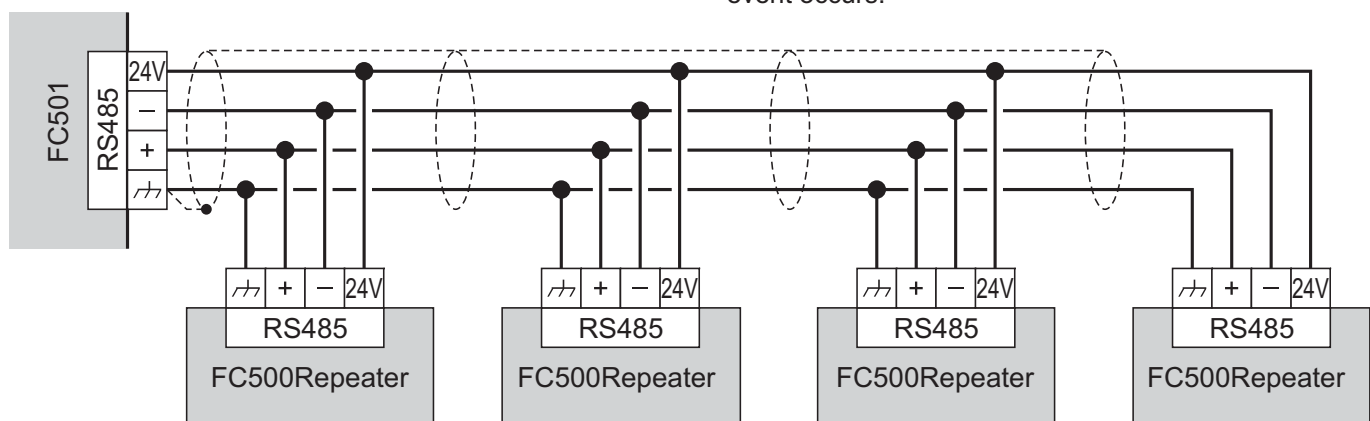 event occurs.
FC501
RS485
24V
–
+
+ – 24V
RS485
FC500Repeater
+ – 24V
RS485
FC500Repeater
+ – 24V
RS485
FC500Repeater
+ – 24V
RS485
FC500Repeater